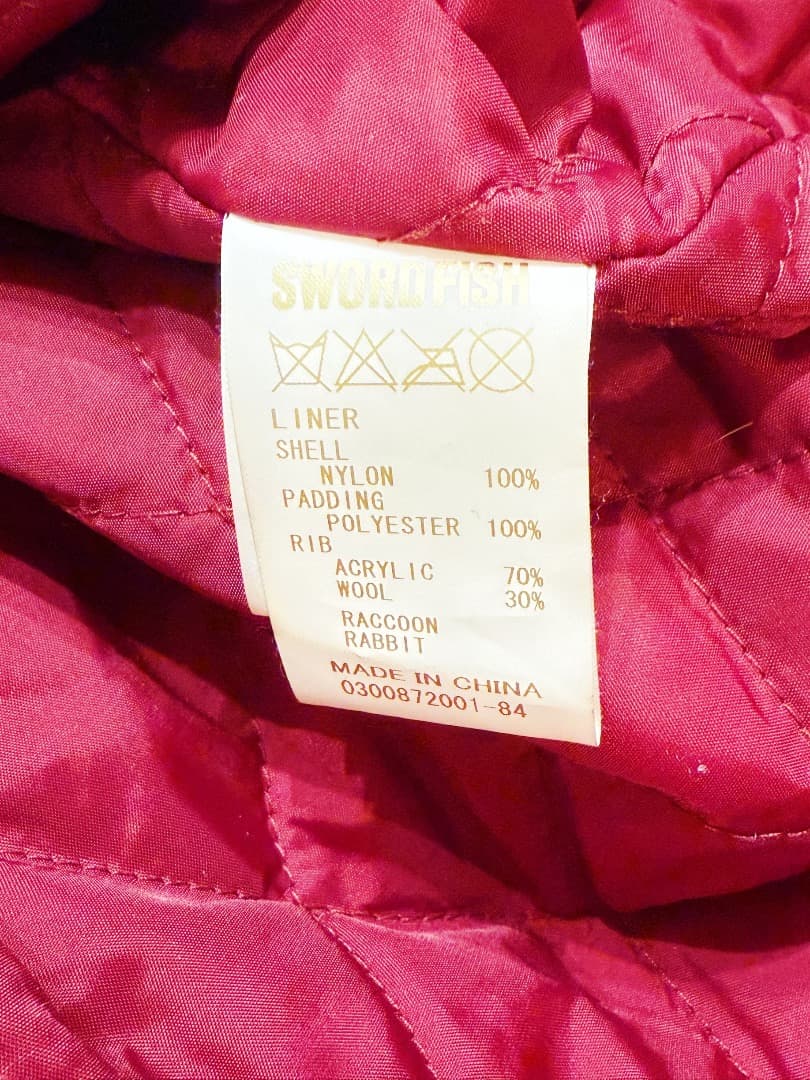 SWORDFISH
LINER
SHELL
NYLON 100%
PADDING
POLYESTER 100%
RIB
ACRYLIC 70%
WOOL 30%
RACCOON
RABBIT
MADE IN CHINA
0300872001-84